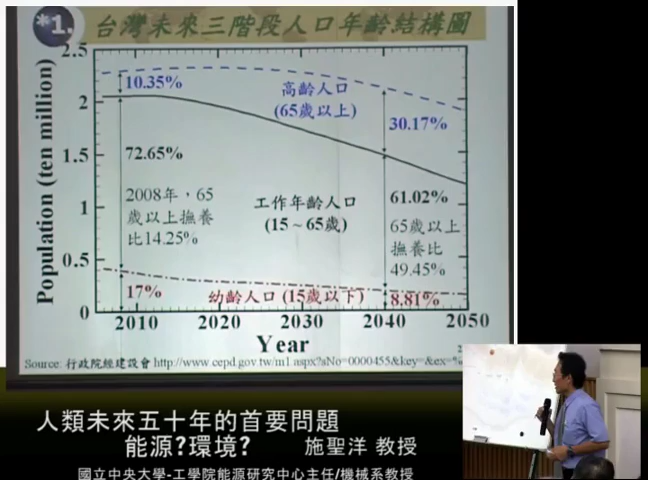 *1. 台灣未來三階段人口年齡結構圖
2.5
2
1.5
1
0.5
0
Population (ten million)
10.35%
高齡人口
(65歲以上)
30.17%
72.65%
61.02%
2008年，65
歲以上撫養
比14.25%
工作年齡人口
(15 ~ 65歲)
65歲以上
撫養比
49.45%
17%
幼齡人口 (15歲以下)
8.81%
2010
2020
2030
2040
2050
Year
Source: 行政院經建設會 http://www.cepd.gov.tw/m1.aspx?sNo=0000455&key=&ex=%
人類未來五十年的首要問題
能源?環境? 施聖洋 教授
國立中央大學-工學院能源研究中心主任/機械系教授